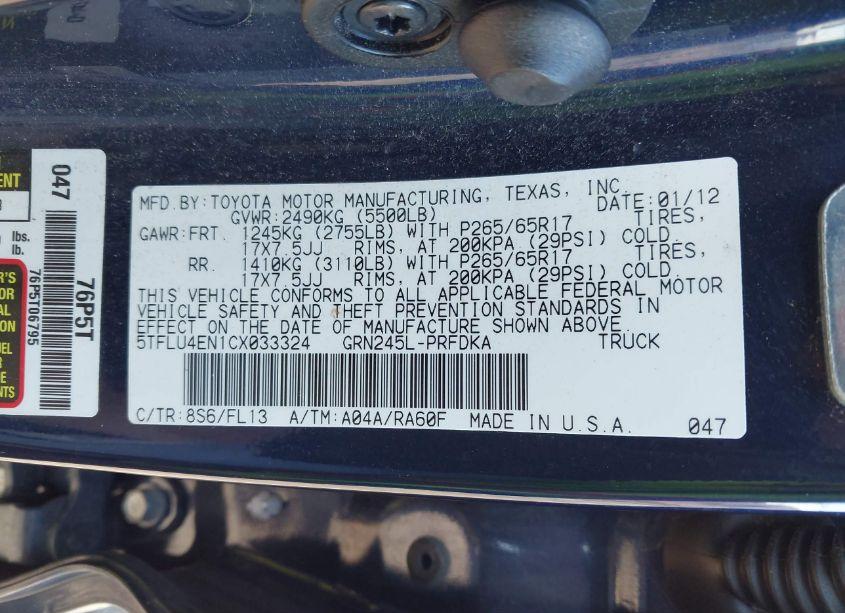 MFD.BY:TOYOTA MOTOR MANUFACTURING, TEXAS, INC. DATE:01/12
GVWR:2490KG (5500LB)
GAWR:FRT. 1245KG (2755LB) WITH P265/65R17 TIRES,
17X7.5JJ RIMS, AT 200KPA (29PSI) COLD.
RR. 1410KG (3110LB) WITH P265/65R17 TIRES,
17X7.5JJ RIMS, AT 200KPA (29PSI) COLD.
THIS VEHICLE CONFORMS TO ALL APPLICABLE FEDERAL MOTOR
VEHICLE SAFETY AND THEFT PREVENTION STANDARDS IN
EFFECT ON THE DATE OF MANUFACTURE SHOWN ABOVE.
5TFLU4EN1CX033324 GRN245L-PRFDKA TRUCK
C/TR:8S6/FL13 A/TM:A04A/RA60F MADE IN U.S.A. 047
047
76P5T
76P5T06795
lbs.
lb.